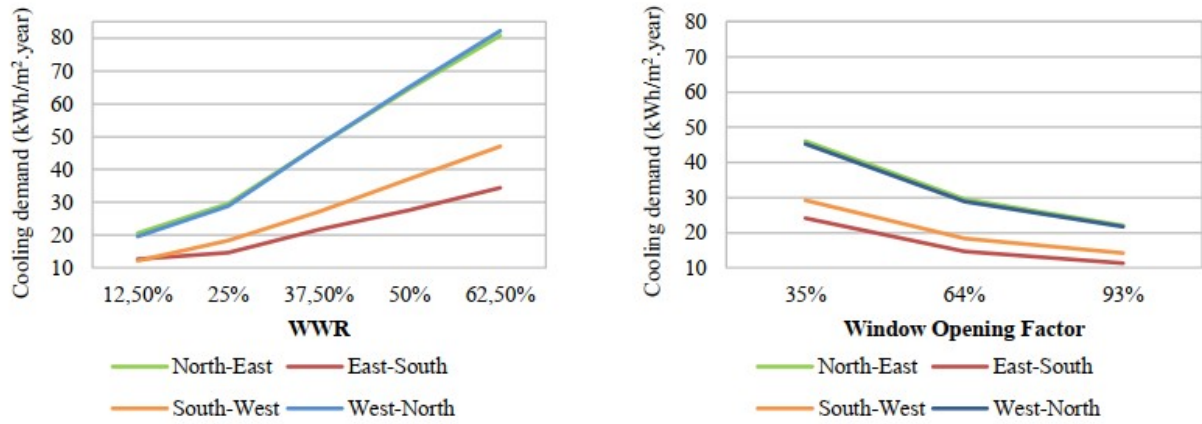 Cooling demand (kWh/m².year)
80
70
60
50
40
30
20
10
12,50% 25% 37,50% 50% 62,50%
WWR
North-East East-South
South-West West-North
Cooling demand (kWh/m².year)
80
70
60
50
40
30
20
10
35% 64% 93%
Window Opening Factor
North-East East-South
South-West West-North